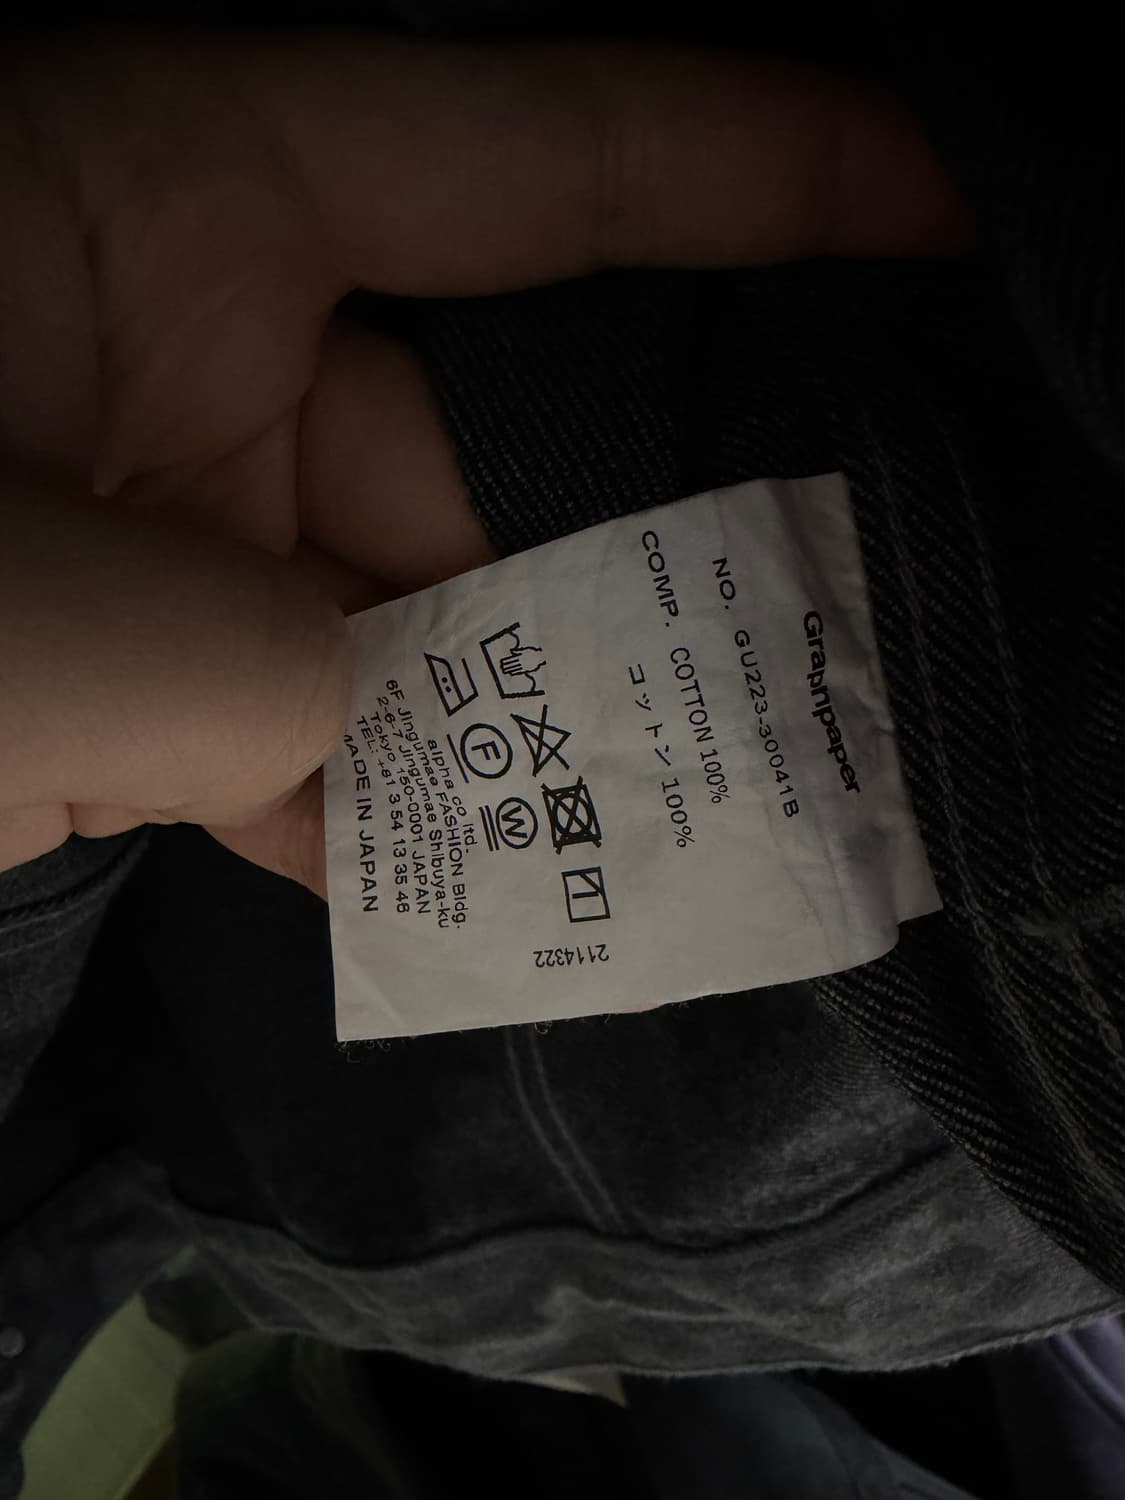 Graphpaper
NO. GU223-30041B
COMP. COTTON 100%
コットン 100%
2114322
F
W
alpha co ltd.
6F Jingumae FASHION Bldg.
2-6-7 Jingumae Shibuya-ku
Tokyo 150-0001 JAPAN
TEL: +81 3 54 13 35 46
MADE IN JAPAN